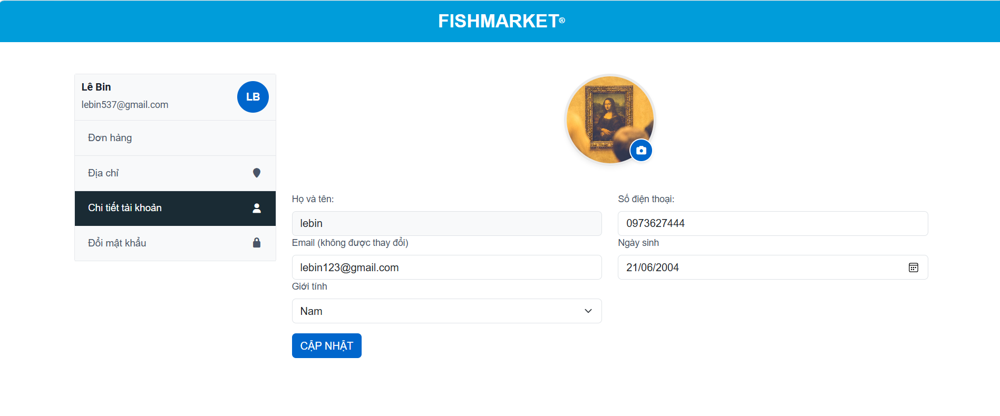 FISHMARKET®
Lê Bin
lebin537@gmail.com
LB
Đơn hàng
Địa chỉ
Chi tiết tài khoản
Đổi mật khẩu
Họ và tên:
lebin
Số điện thoại:
0973627444
Email (không được thay đổi)
lebin123@gmail.com
Ngày sinh
21/06/2004
Giới tính
Nam
CẬP NHẬT